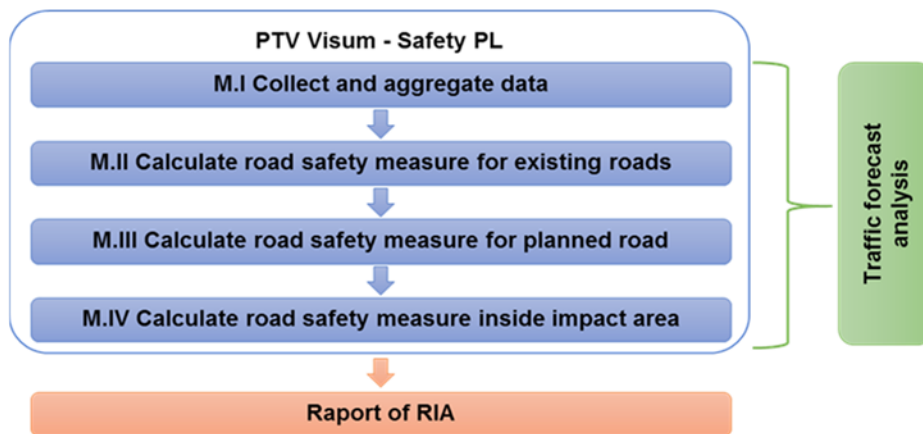 PTV Visum - Safety PL
M.I Collect and aggregate data
M.II Calculate road safety measure for existing roads
M.III Calculate road safety measure for planned road
M.IV Calculate road safety measure inside impact area
Raport of RIA
Traffic forecast
analysis